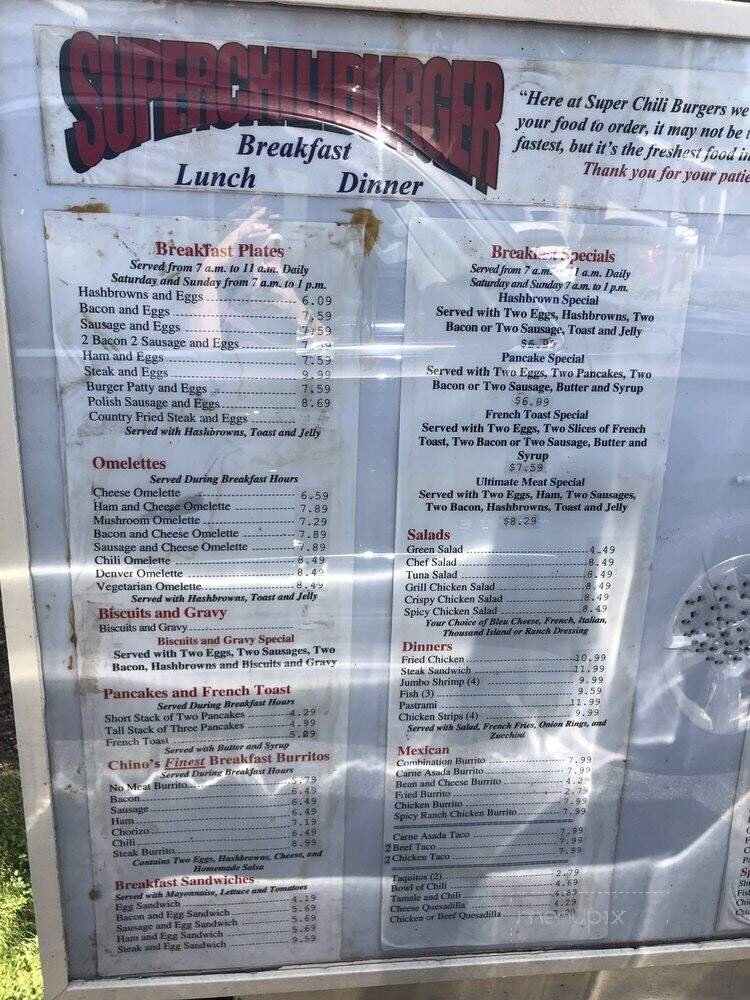 SUPERCHILIBURGER
Breakfast
Lunch Dinner
"Here at Super Chili Burgers we
your food to order, it may not be
fastest, but it's the freshest food
Thank you for your
Breakfast Plates
Served from 7 a.m. to 11 a.m. Daily
Saturday and Sunday from 7 a.m. to 1 p.m.
Hashbrowns and Eggs 6.09
Bacon and Eggs 7.59
Sausage and Eggs 7.59
2 Bacon 2 Sausage and Eggs
Ham and Eggs 7.59
Steak and Eggs 9.99
Burger Patty and Eggs 7.59
Polish Sausage and Eggs 8.69
Country Fried Steak and Eggs
Served with Hashbrowns, Toast and Jelly
Omelettes
Served During Breakfast Hours
Cheese Omelette 6.59
Ham and Cheese Omelette 7.89
Mushroom Omelette 7.29
Bacon and Cheese Omelette 7.89
Sausage and Cheese Omelette 7.89
Chili Omelette 8.49
Denver Omelette 8.49
Vegetarian Omelette 8.49
Served with Hashbrowns, Toast and Jelly
Biscuits and Gravy
Biscuits and Gravy
Biscuits and Gravy Special
Served with Two Eggs, Two Sausages, Two
Bacon, Hashbrowns and Biscuits and Gravy
Pancakes and French Toast
Served During Breakfast Hours
Short Stack of Two Pancakes 4.29
Tall Stack of Three Pancakes 4.99
French Toast 5.89
Served with Butter and Syrup
Chino's Finest Breakfast Burritos
Served During Breakfast Hours
No Meat Burrito 5.79
Bacon 6.49
Sausage 6.49
Ham 6.49
Chorizo 7.19
Chili 6.49
Steak Burrito 8.99
Contains Two Eggs, Hashbrowns, Cheese, and
Homemade Salsa
Breakfast Sandwiches
Served with Mayonnaise, Lettuce and Tomatoes
Egg Sandwich 4.19
Bacon and Egg Sandwich 5.69
Sausage and Egg Sandwich 5.69
Ham and Egg Sandwich 5.69
Steak and Egg Sandwich 9.59
Breakfast Specials
Served from 7 a.m. 11 a.m. Daily
Saturday and Sunday 7 a.m. to 1 p.m.
Hashbrown Special
Served with Two Eggs, Hashbrowns, Two
Bacon or Two Sausage, Toast and Jelly
$6.99
Pancake Special
Served with Two Eggs, Two Pancakes, Two
Bacon or Two Sausage, Butter and Syrup
$6.99
French Toast Special
Served with Two Eggs, Two Slices of French
Toast, Two Bacon or Two Sausage, Butter and
Syrup
$7.59
Ultimate Meat Special
Served with Two Eggs, Ham, Two Sausages,
Two Bacon, Hashbrowns, Toast and Jelly
$8.29
Salads
Green Salad 4.49
Chef Salad 8.49
Tuna Salad 8.49
Grill Chicken Salad 8.49
Crispy Chicken Salad 8.49
Spicy Chicken Salad 8.49
Your Choice of Bleu Cheese, French, Italian,
Thousand Island or Ranch Dressing
Dinners
Fried Chicken 10.99
Steak Sandwich 11.99
Jumbo Shrimp (4) 9.99
Fish (3) 9.59
Pastrami 11.99
Chicken Strips (4) 9.99
Served with Salad, French Fries, Onion Rings, and
Zucchini
Mexican
Combination Burrito 7.99
Carne Asada Burrito 7.99
Bean and Cheese Burrito 4.29
Fried Burrito 2.79
Chicken Burrito 7.99
Spicy Ranch Chicken Burrito 7.99
Carne Asada Taco 7.99
2 Beef Taco 7.99
2 Chicken Taco 7.99
Taquitos (2) 2.79
Bowl of Chili 4.69
Tamale and Chili 4.89
Cheese Quesadilla 4.29
Chicken or Beef Quesadilla